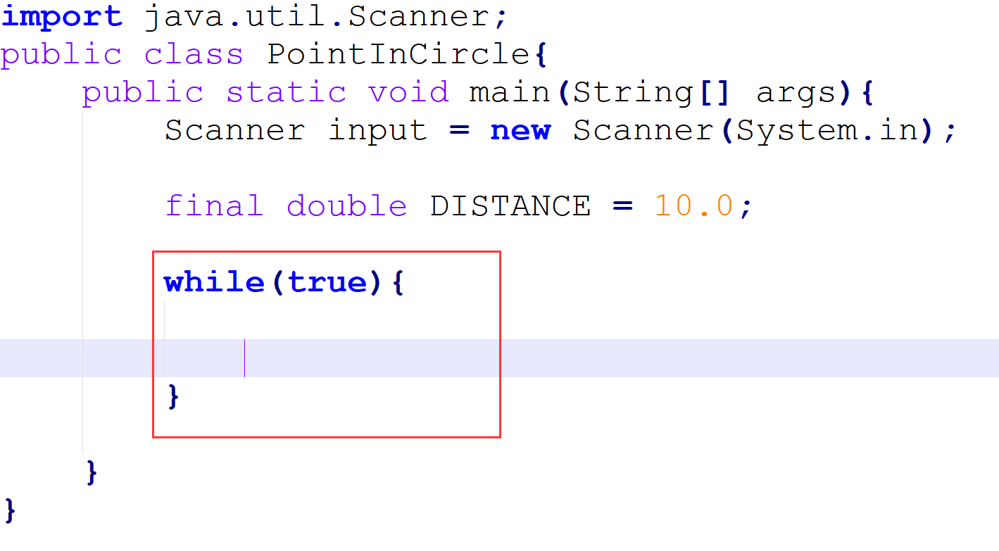 import java.util.Scanner;
public class PointInCircle{
    public static void main(String[] args){
        Scanner input = new Scanner(System.in);
        final double DISTANCE = 10.0;
        while(true){
        }
    }
}